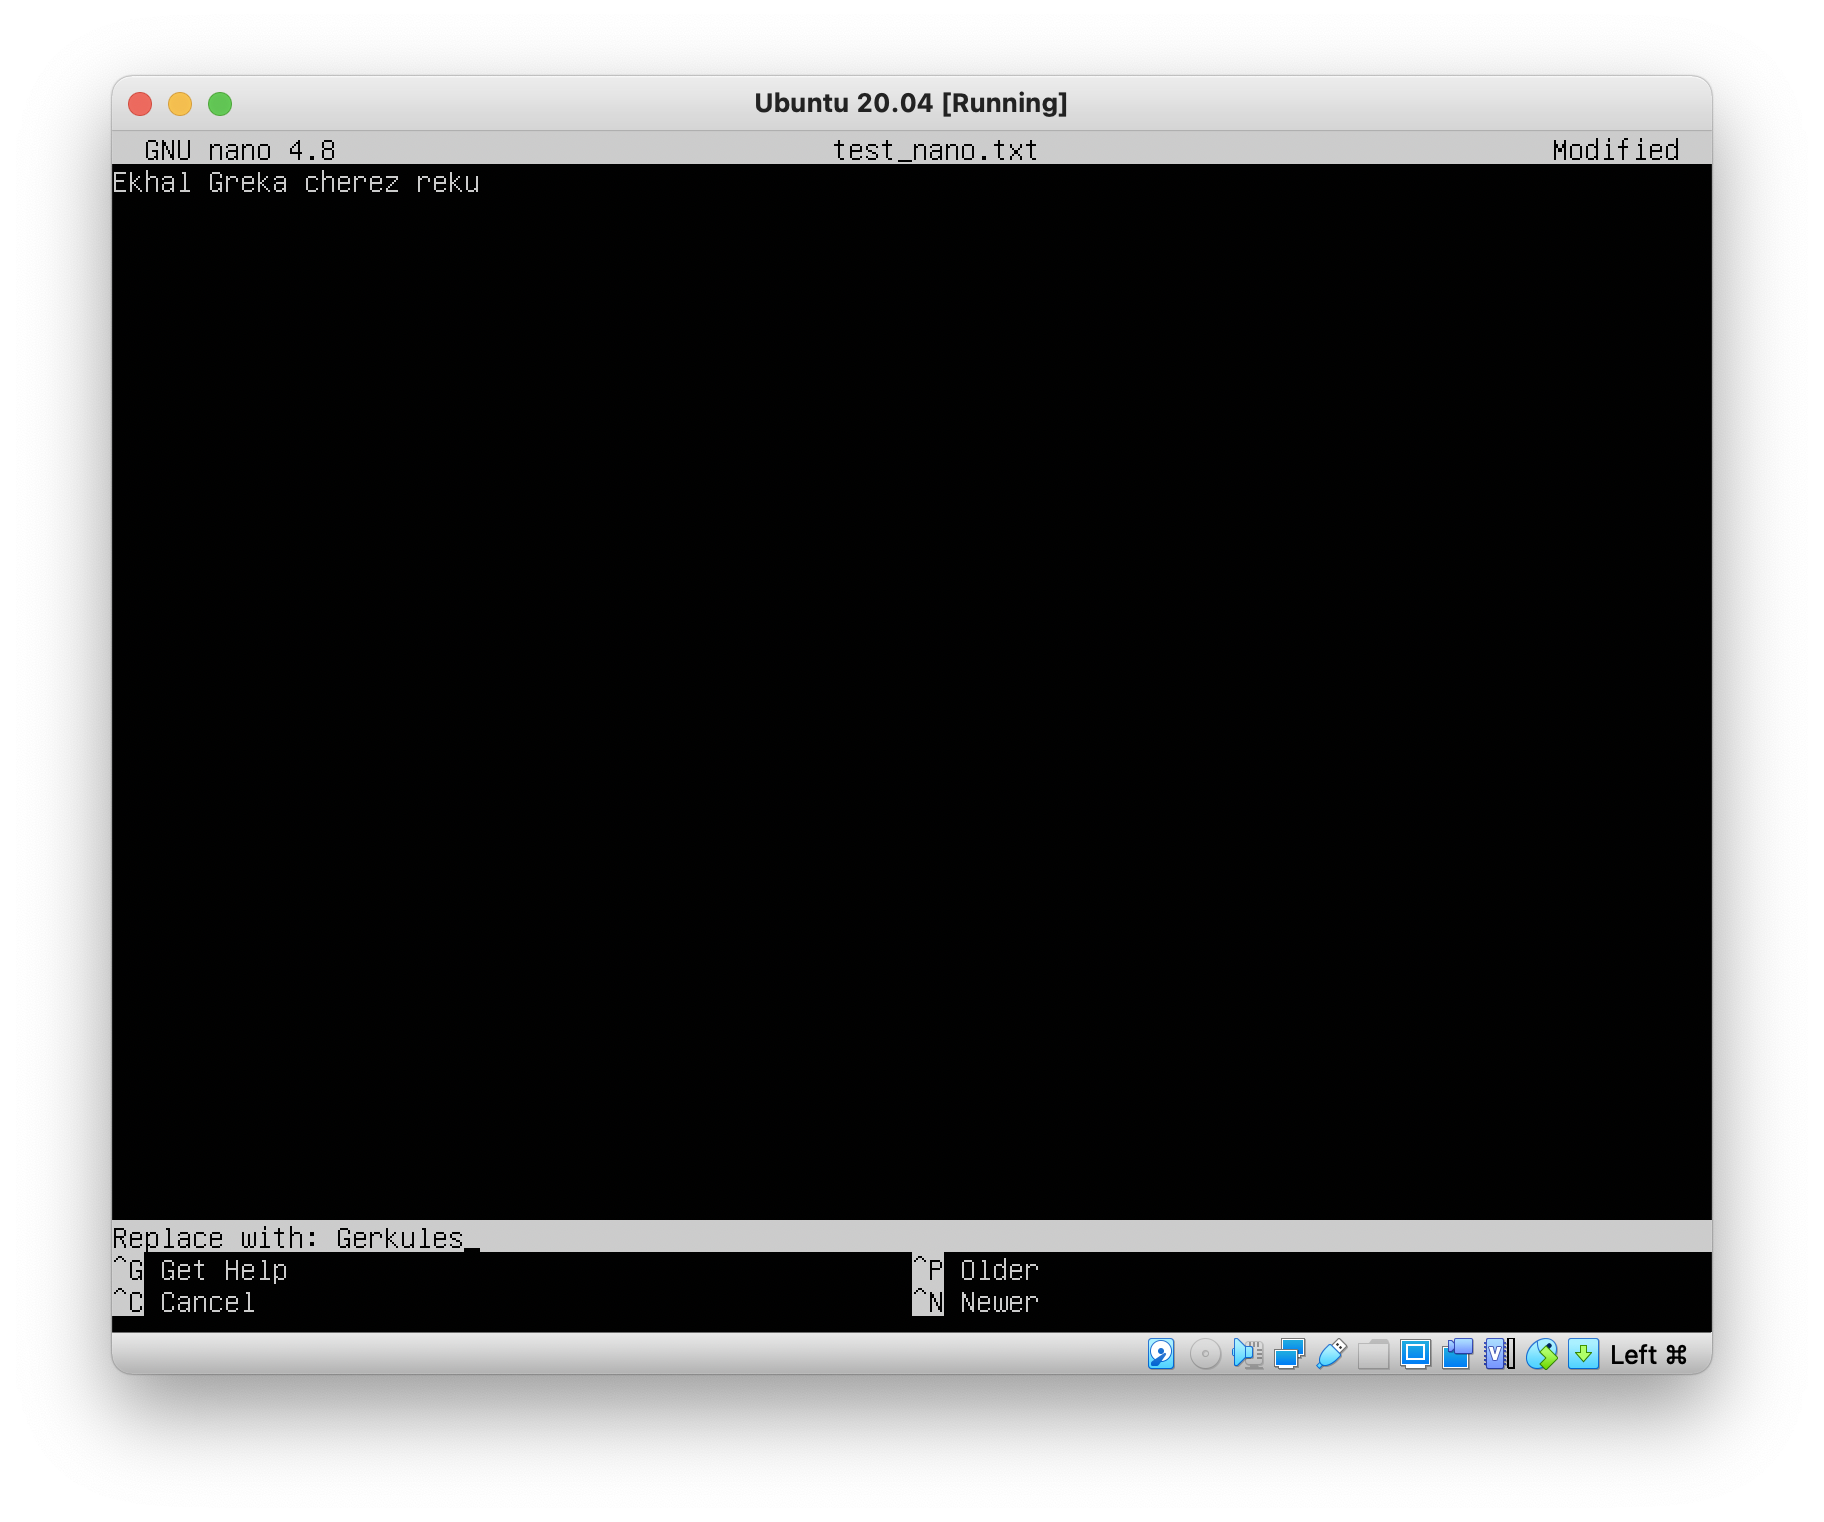 Ubuntu 20.04 [Running]
GNU nano 4.8 test_nano.txt Modified
Ekhal Greka cherez reku
Replace with: Gerkules_
^G Get Help ^P Older
^C Cancel ^N Newer
V Left ⌘